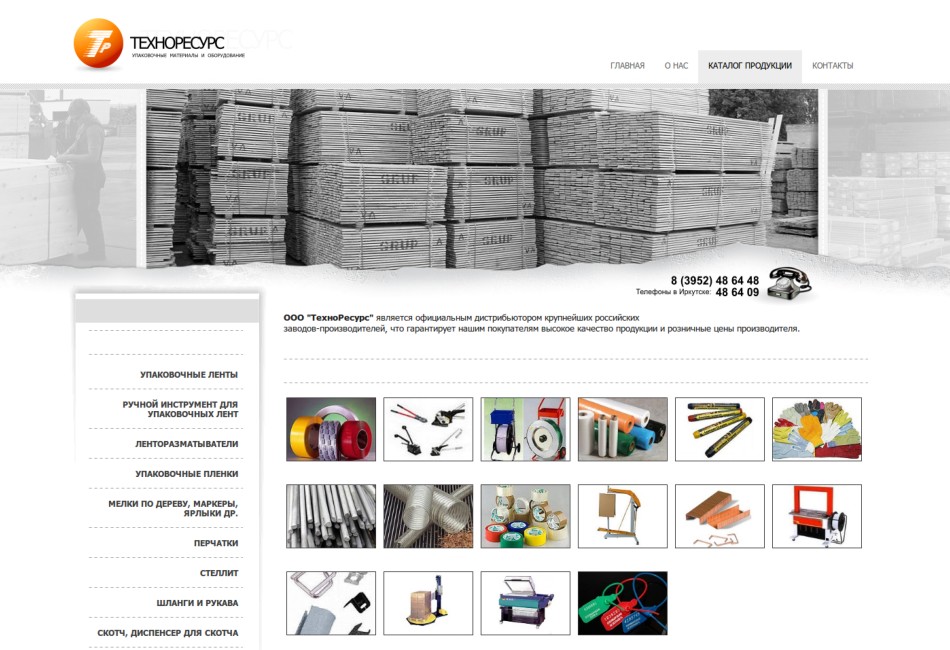 ТЕХНОРЕСУРС
УПАКОВОЧНЫЕ МАТЕРИАЛЫ И ОБОРУДОВАНИЕ
ГЛАВНАЯ О НАС КАТАЛОГ ПРОДУКЦИИ КОНТАКТЫ
8 (3952) 48 64 48
Телефоны в Иркутске: 48 64 09
ООО "ТехноРесурс" является официальным дистрибьютором крупнейших российских
заводов-производителей, что гарантирует нашим покупателям высокое качество продукции и розничные цены производителя.
УПАКОВОЧНЫЕ ЛЕНТЫ
РУЧНОЙ ИНСТРУМЕНТ ДЛЯ
УПАКОВОЧНЫХ ЛЕНТ
ЛЕНТОРАЗМАТЫВАТЕЛИ
УПАКОВОЧНЫЕ ПЛЕНКИ
МЕЛКИ ПО ДЕРЕВУ, МАРКЕРЫ,
ЯРЛЫКИ ДР.
ПЕРЧАТКИ
СТЕЛЛИТ
ШЛАНГИ И РУКАВА
СКОТЧ, ДИСПЕНСЕР ДЛЯ СКОТЧА